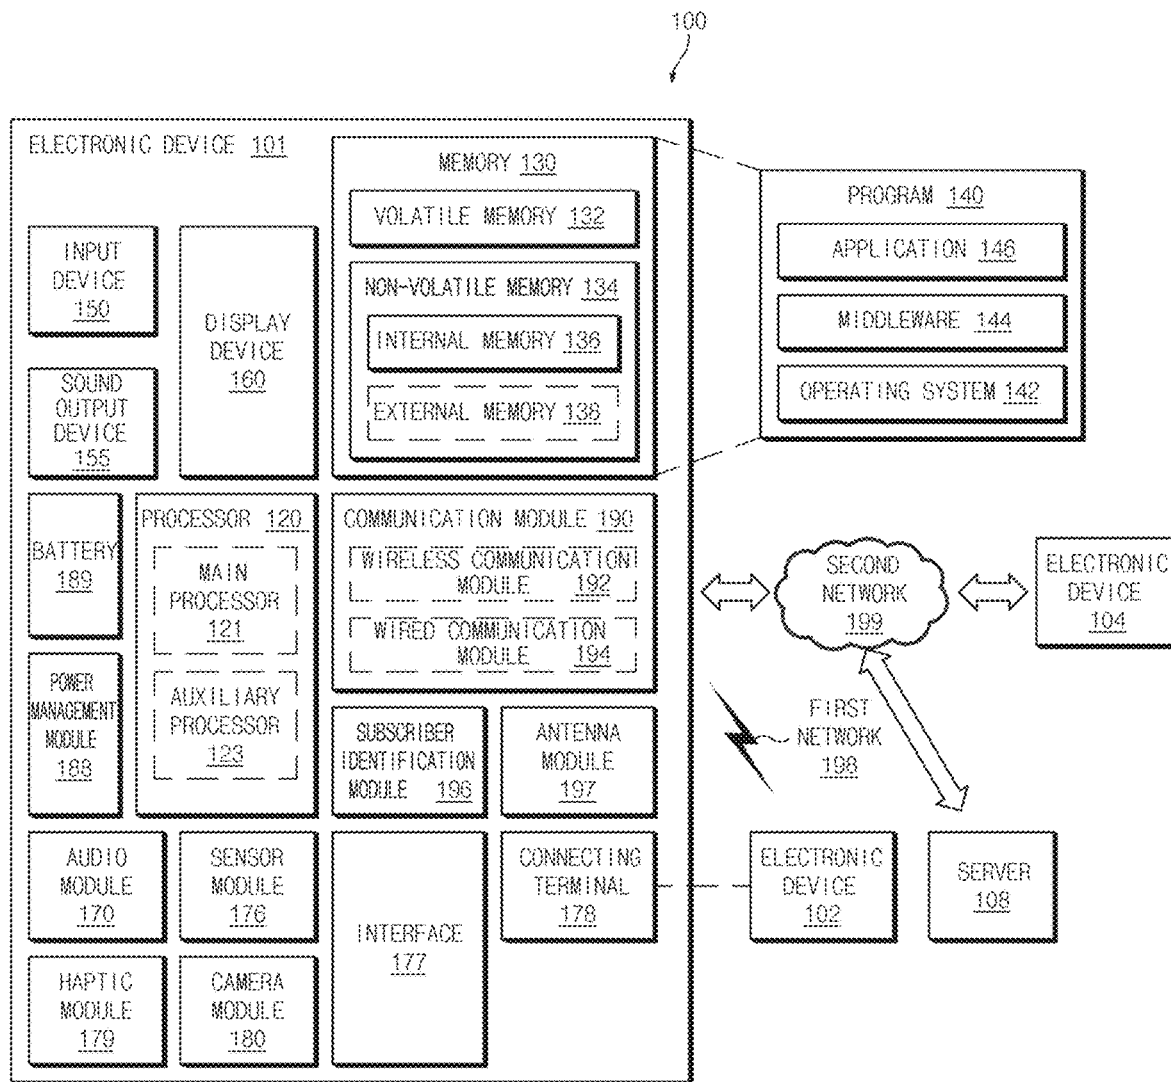 100
ELECTRONIC DEVICE 101
MEMORY 130
VOLATILE MEMORY 132
NON-VOLATILE MEMORY 134
INTERNAL MEMORY 136
EXTERNAL MEMORY 138
PROGRAM 140
APPLICATION 146
MIDDLEWARE 144
OPERATING SYSTEM 142
INPUT
DEVICE
150
DISPLAY
DEVICE
160
SOUND
OUTPUT
DEVICE
155
BATTERY
189
PROCESSOR 120
MAIN
PROCESSOR
121
AUXILIARY
PROCESSOR
123
COMMUNICATION MODULE 190
WIRELESS COMMUNICATION
MODULE 192
WIRED COMMUNICATION
MODULE 194
SECOND
NETWORK
199
ELECTRONIC
DEVICE
104
POWER
MANAGEMENT
MODULE
188
SUBSCRIBER
IDENTIFICATION
MODULE 196
ANTENNA
MODULE
197
FIRST
NETWORK
198
AUDIO
MODULE
170
SENSOR
MODULE
176
INTERFACE
177
CONNECTING
TERMINAL
178
ELECTRONIC
DEVICE
102
SERVER
108
HAPTIC
MODULE
179
CAMERA
MODULE
180